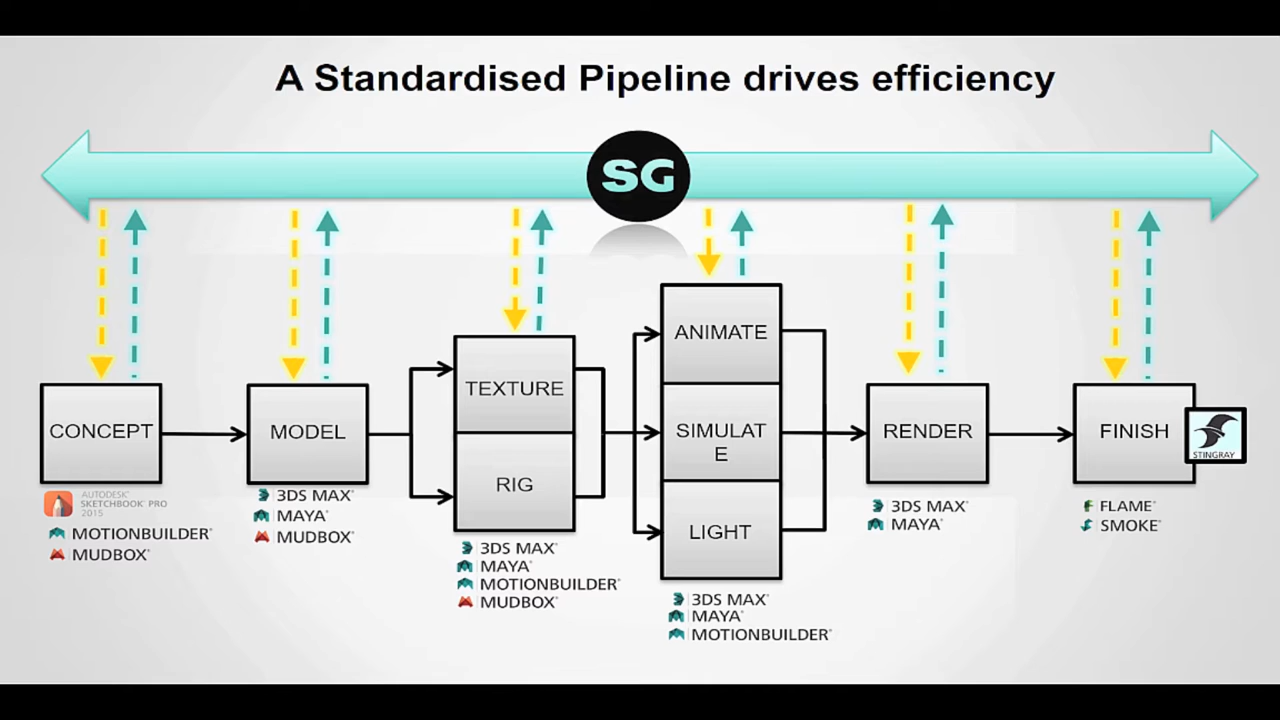 A Standardised Pipeline drives efficiency
SG
CONCEPT
AUTODESK®
SKETCHBOOK® PRO
2015
MOTIONBUILDER®
MUDBOX®
MODEL
3DS MAX®
MAYA®
MUDBOX®
TEXTURE
RIG
3DS MAX®
MAYA®
MOTIONBUILDER®
MUDBOX®
ANIMATE
SIMULAT
E
LIGHT
3DS MAX®
MAYA®
MOTIONBUILDER®
RENDER
3DS MAX®
MAYA®
FINISH
STINGRAY
FLAME®
SMOKE®